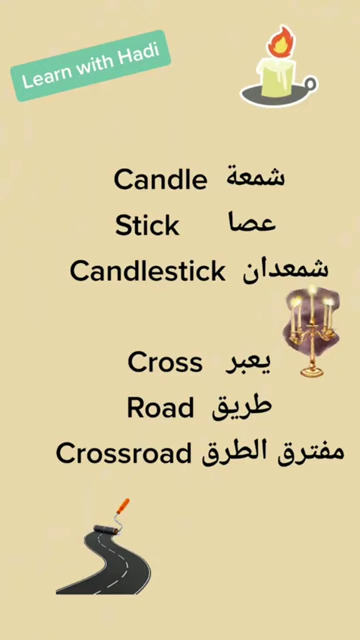 Learn with Hadi
Candle شمعة
Stick عصا
Candlestick شمعدان
Cross يعبر
Road طريق
Crossroad مفترق الطرق